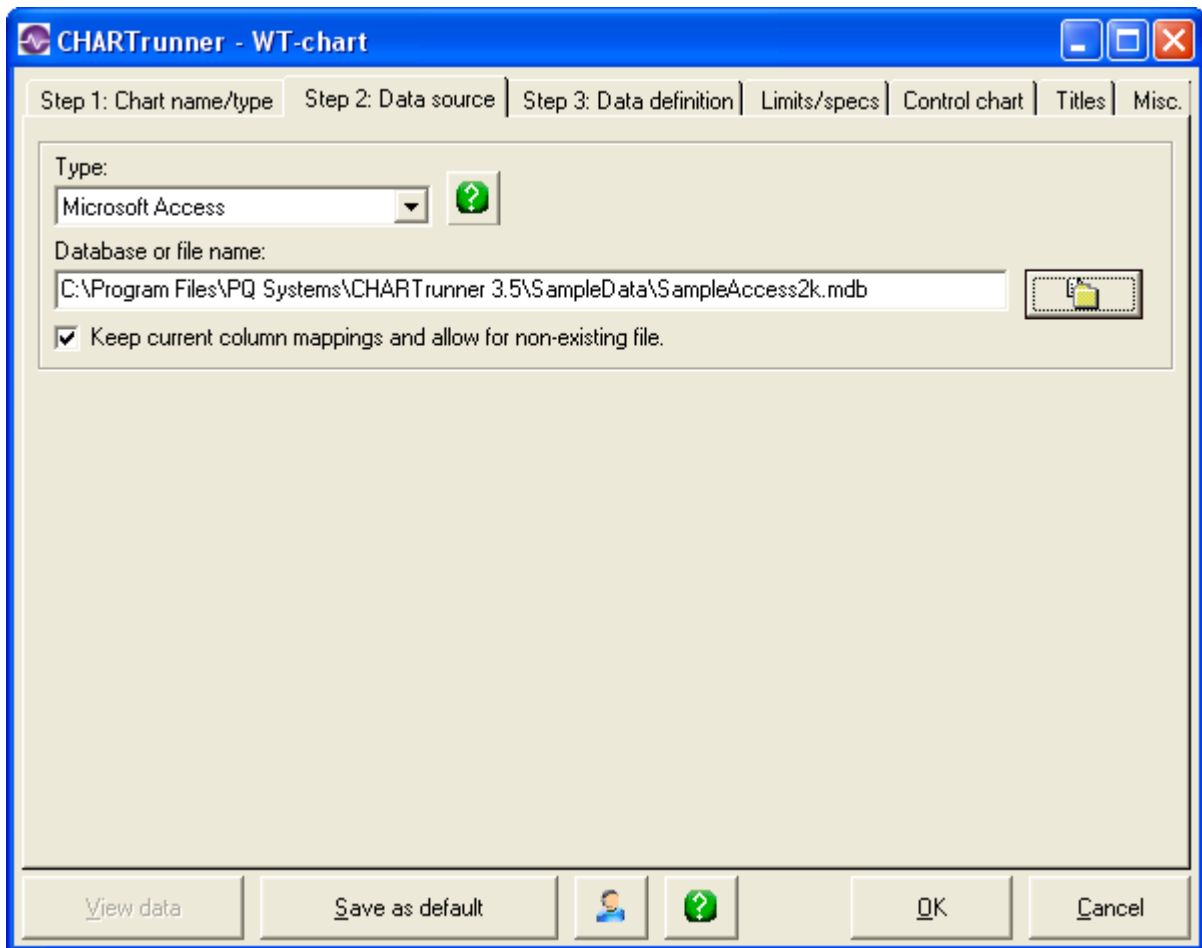 CHARTrunner - WT-chart
Step 1: Chart name/type Step 2: Data source Step 3: Data definition Limits/specs Control chart Titles Misc.
Type:
Microsoft Access
Database or file name:
C:\Program Files\PQ Systems\CHARTrunner 3.5\SampleData\SampleAccess2k.mdb
Keep current column mappings and allow for non-existing file.
View data Save as default OK Cancel